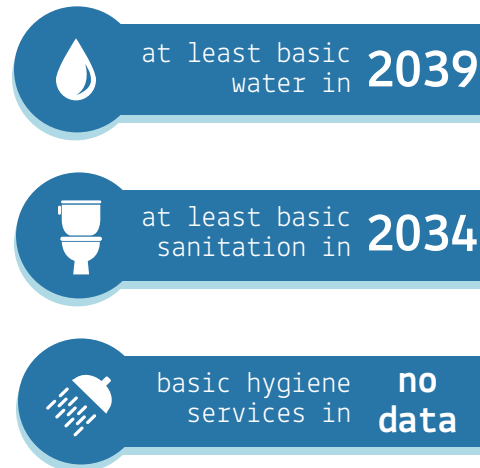 at least basic
water in 2039
at least basic
sanitation in 2034
basic hygiene no
services in data